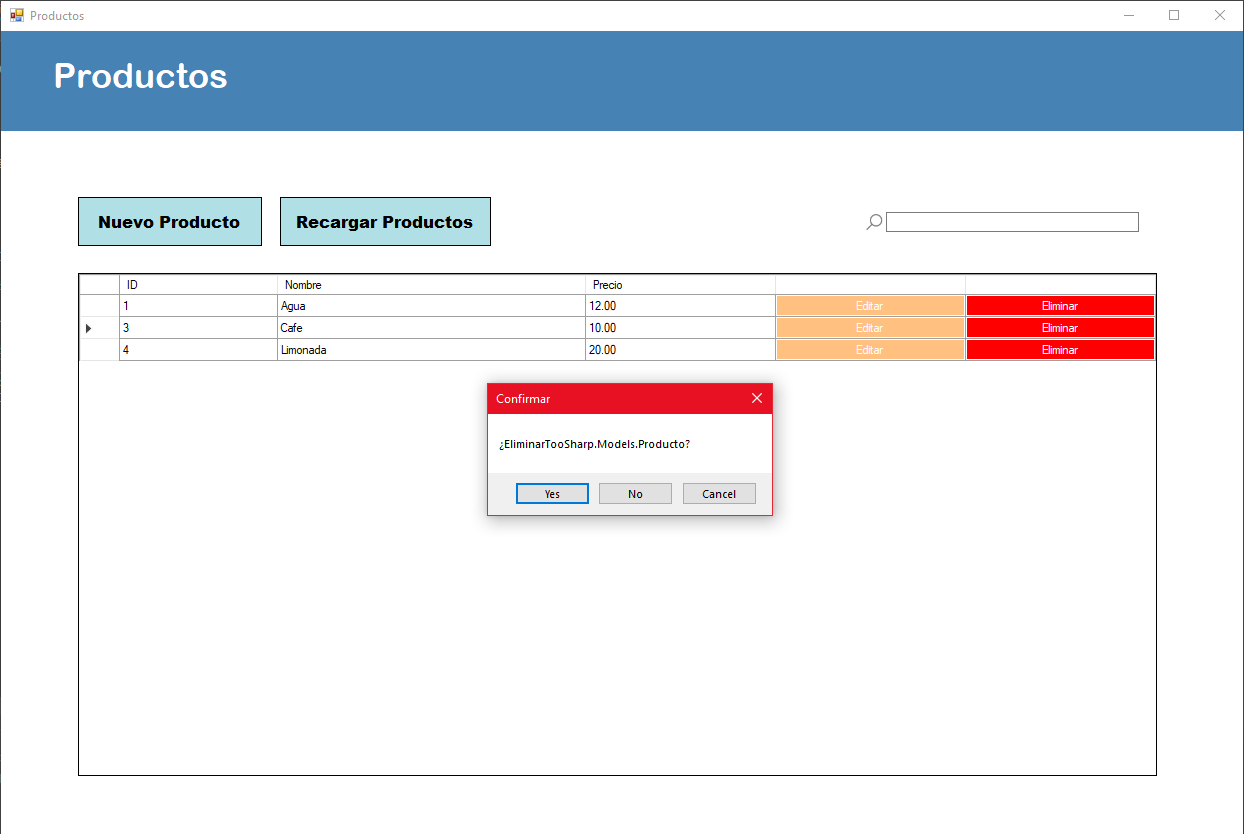 Productos
Productos
Nuevo Producto Recargar Productos
ID Nombre Precio
1 Agua 12.00 Editar Eliminar
3 Cafe 10.00 Editar Eliminar
4 Limonada 20.00 Editar Eliminar
Confirmar
¿EliminarTooSharp.Models.Producto?
Yes No Cancel